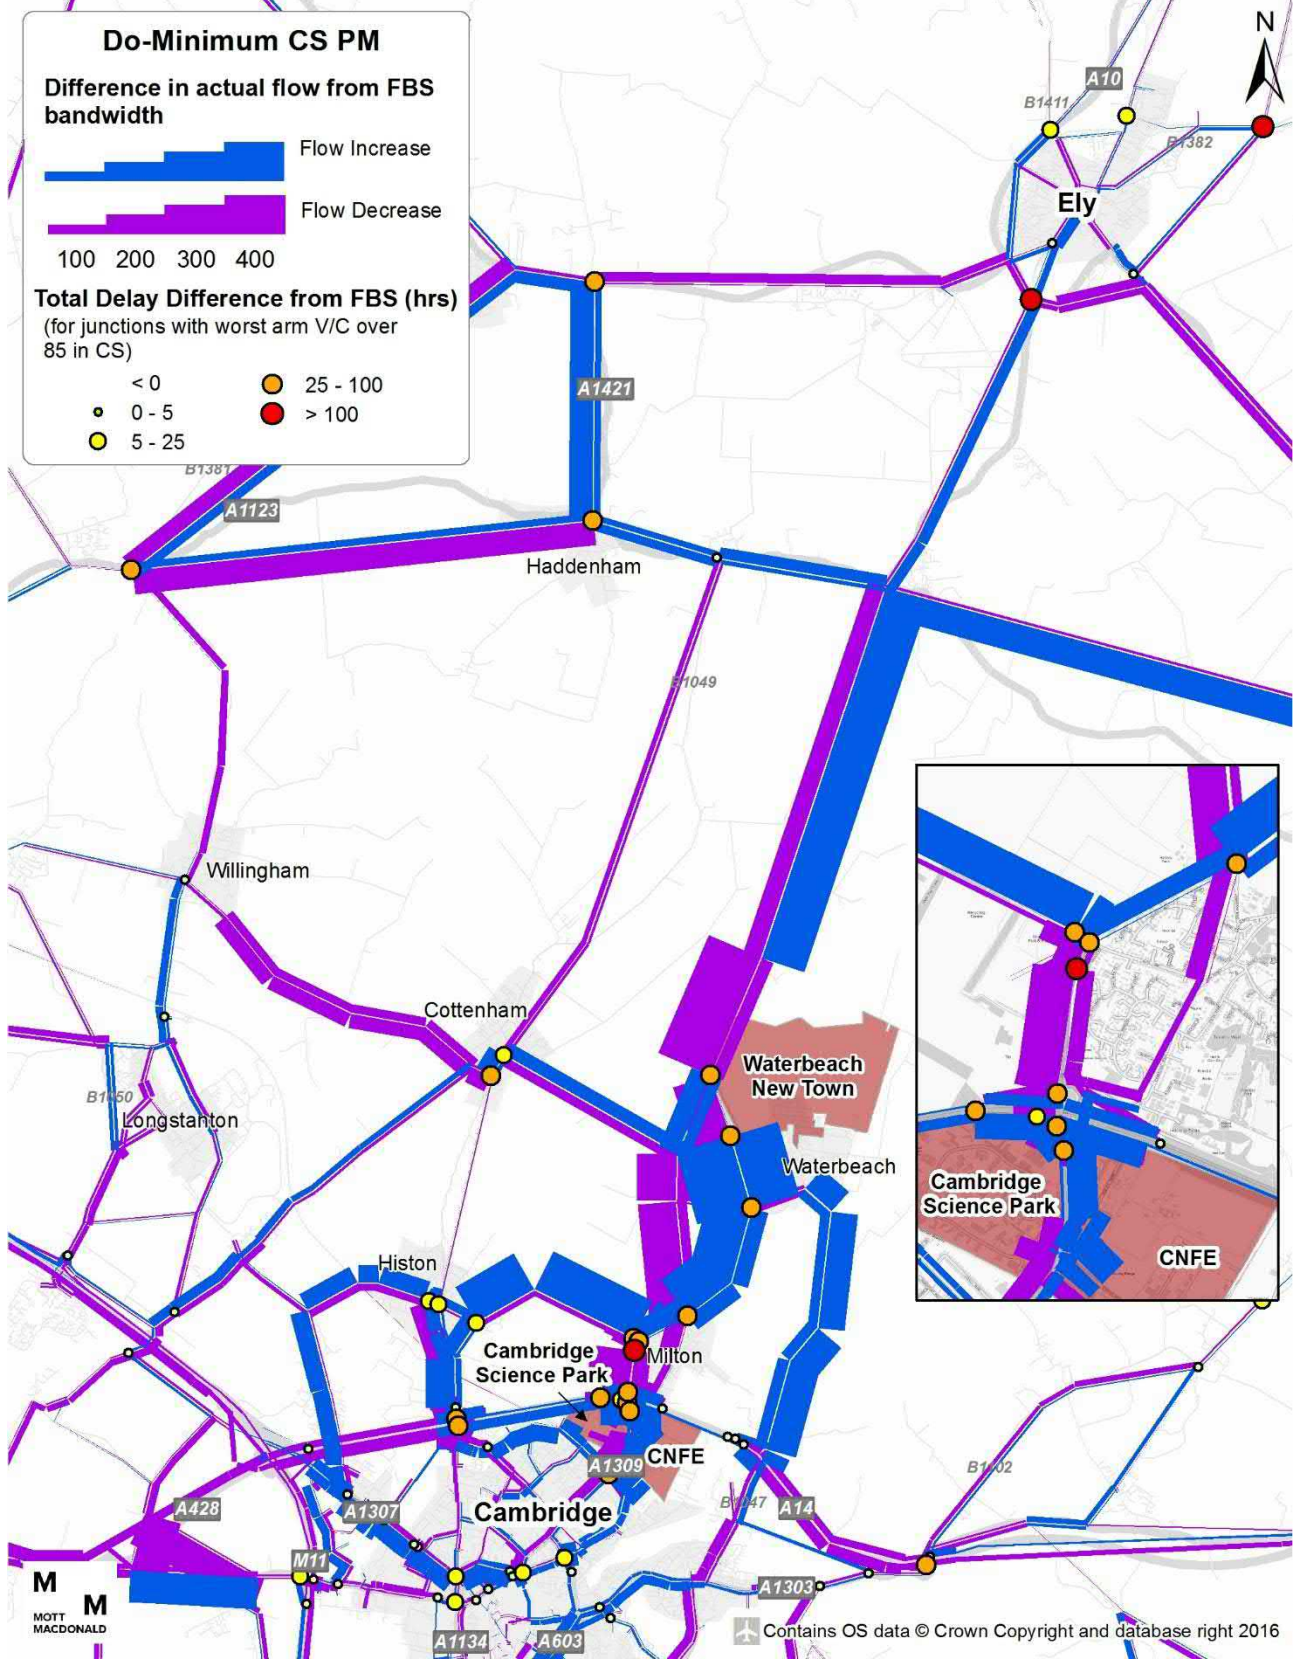 Do-Minimum CS PM
Difference in actual flow from FBS
bandwidth
Flow Increase
Flow Decrease
100 200 300 400
Total Delay Difference from FBS (hrs)
(for junctions with worst arm V/C over
85 in CS)
< 0
25 - 100
0 - 5
> 100
5 - 25
N
A10
B1411
B1382
Ely
A1421
B1381
A1123
Haddenham
B1049
Willingham
Cottenham
Waterbeach
New Town
B1050
Longstanton
Waterbeach
Cambridge
Science Park
CNFE
Histon
Cambridge
Science Park
Milton
A1309
CNFE
B1102
A428
A1307
Cambridge
B1047
A14
M11
A1303
A1134
A603
M
M
MOTT
MACDONALD
Contains OS data © Crown Copyright and database right 2016